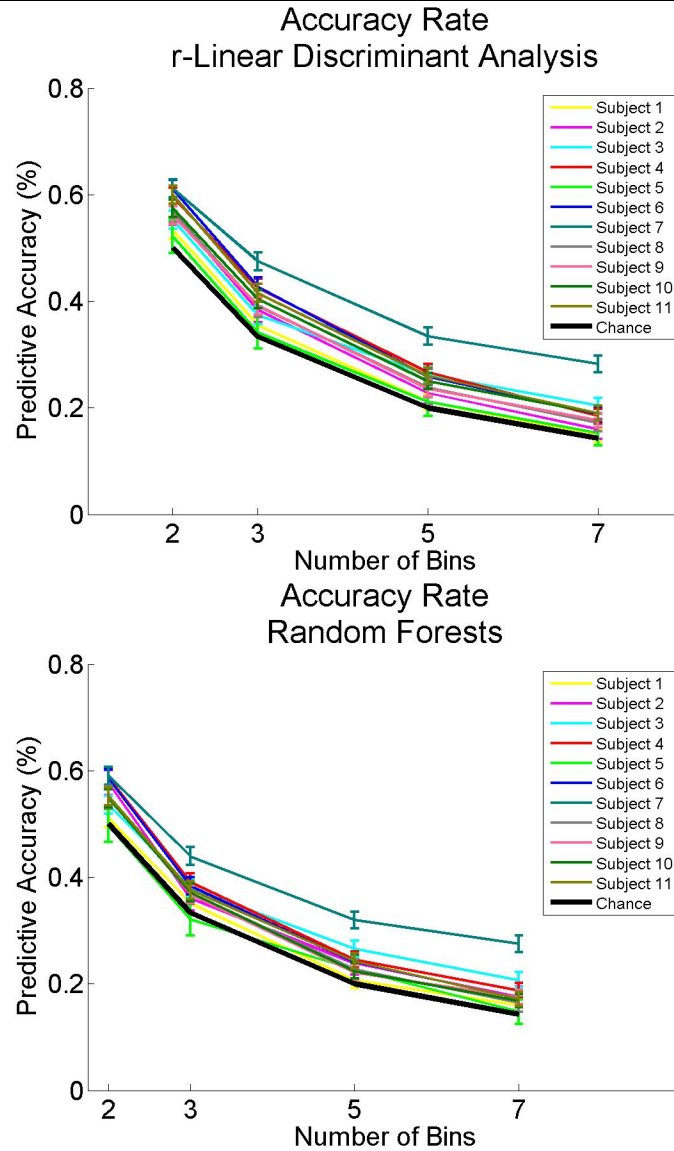 Accuracy Rate
r-Linear Discriminant Analysis
0.8
0.6
0.4
0.2
0
Predictive Accuracy (%)
2
3
5
7
Number of Bins
Subject 1
Subject 2
Subject 3
Subject 4
Subject 5
Subject 6
Subject 7
Subject 8
Subject 9
Subject 10
Subject 11
Chance
Accuracy Rate
Random Forests
0.8
0.6
0.4
0.2
0
Predictive Accuracy (%)
2
3
5
7
Number of Bins
Subject 1
Subject 2
Subject 3
Subject 4
Subject 5
Subject 6
Subject 7
Subject 8
Subject 9
Subject 10
Subject 11
Chance